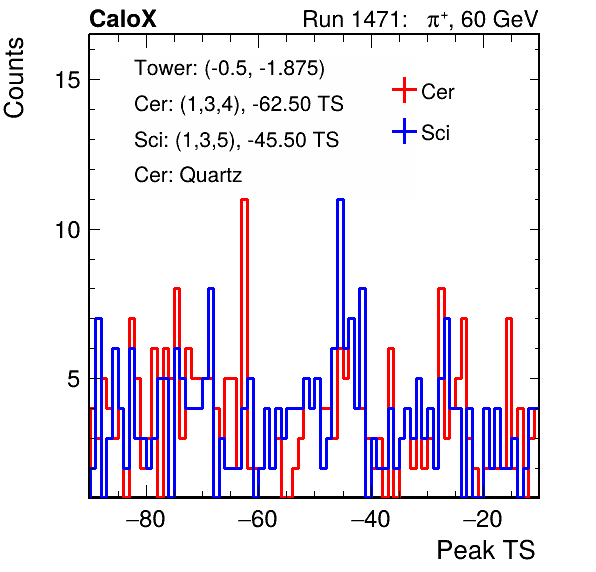 CaloX Run 1471: π⁺, 60 GeV
Counts
Tower: (-0.5, -1.875)
Cer: (1,3,4), -62.50 TS
Sci: (1,3,5), -45.50 TS
Cer: Quartz
Cer
Sci
15
10
5
−80 −60 −40 −20
Peak TS